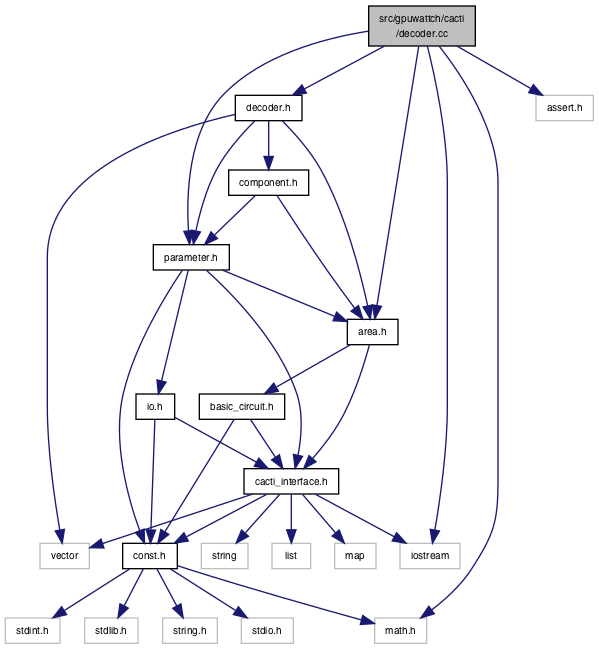 src/gpuwattch/cacti
/decoder.cc
decoder.h
assert.h
component.h
parameter.h
area.h
io.h
basic_circuit.h
cacti_interface.h
vector
const.h
string
list
map
iostream
stdint.h
stdlib.h
string.h
stdio.h
math.h